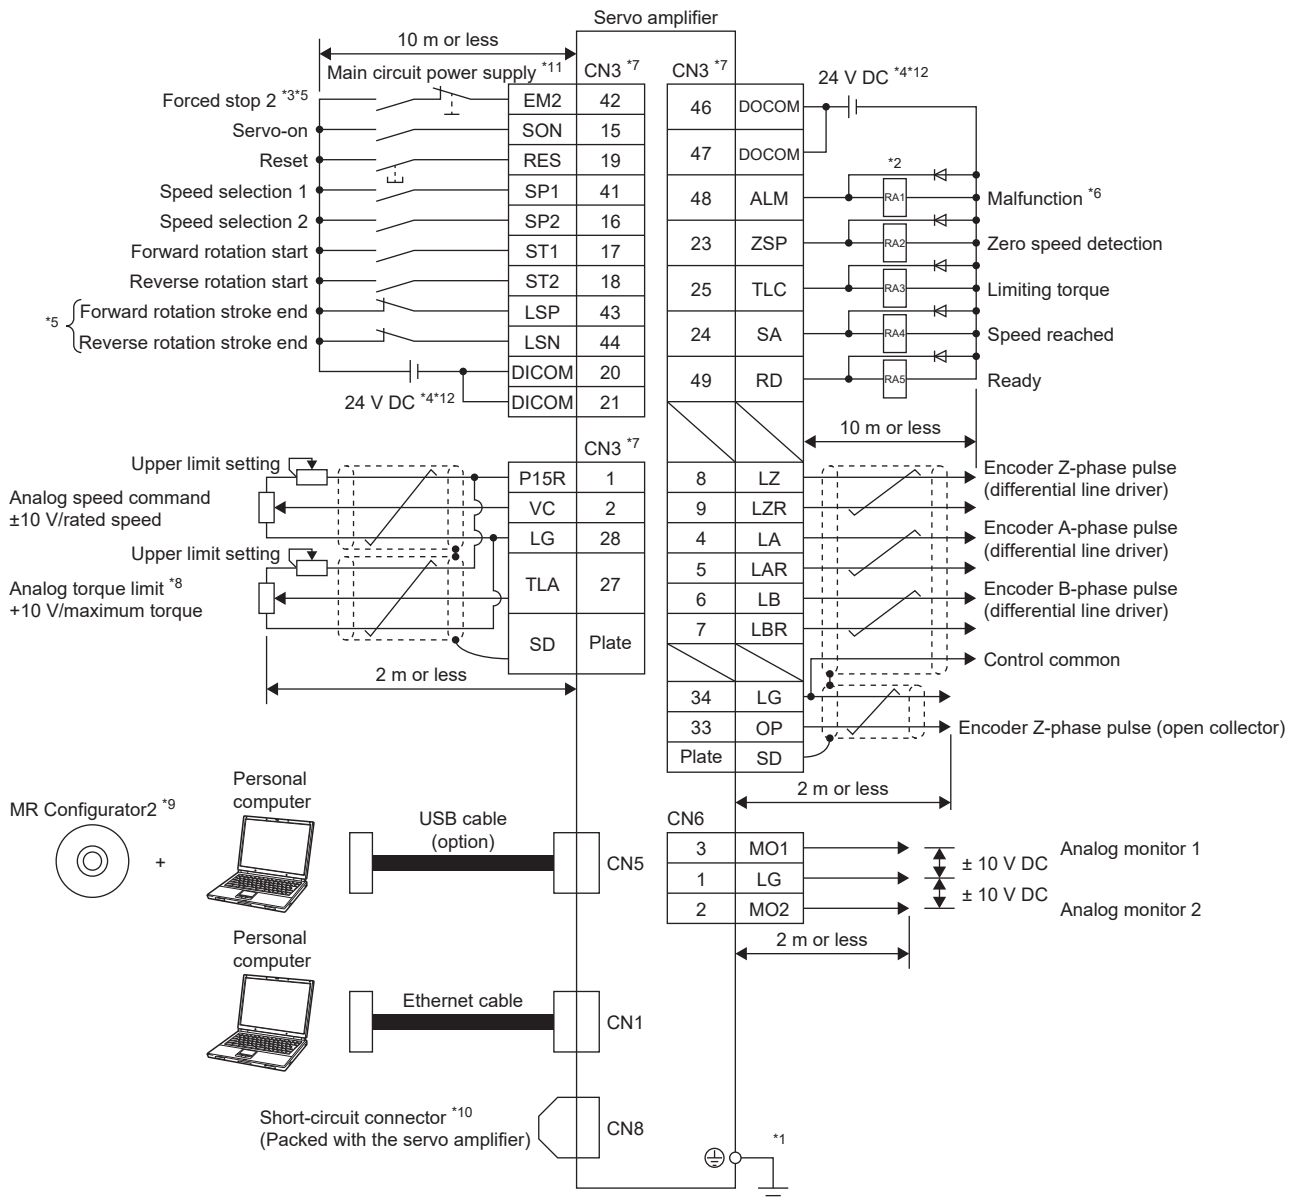 Servo amplifier
10 m or less
Main circuit power supply *11
CN3 *7
Forced stop 2 *3*5
EM2 42
Servo-on
SON 15
Reset
RES 19
Speed selection 1
SP1 41
Speed selection 2
SP2 16
Forward rotation start
ST1 17
Reverse rotation start
ST2 18
*5
Forward rotation stroke end
LSP 43
Reverse rotation stroke end
LSN 44
DICOM 20
24 V DC *4*12
DICOM 21
CN3 *7
Upper limit setting
P15R 1
Analog speed command
±10 V/rated speed
VC 2
LG 28
Upper limit setting
Analog torque limit *8
+10 V/maximum torque
TLA 27
SD Plate
2 m or less
CN3 *7
24 V DC *4*12
46 DOCOM
47 DOCOM
*2
48 ALM
RA1
Malfunction *6
23 ZSP
RA2
Zero speed detection
25 TLC
RA3
Limiting torque
24 SA
RA4
Speed reached
49 RD
RA5
Ready
10 m or less
8 LZ
Encoder Z-phase pulse
(differential line driver)
9 LZR
4 LA
Encoder A-phase pulse
(differential line driver)
5 LAR
6 LB
Encoder B-phase pulse
(differential line driver)
7 LBR
Control common
34 LG
33 OP
Encoder Z-phase pulse (open collector)
Plate SD
2 m or less
MR Configurator2 *9
+
Personal
computer
USB cable
(option)
CN5
CN6
3 MO1
Analog monitor 1
± 10 V DC
1 LG
± 10 V DC
2 MO2
Analog monitor 2
2 m or less
Personal
computer
Ethernet cable
CN1
Short-circuit connector *10
(Packed with the servo amplifier)
CN8
*1